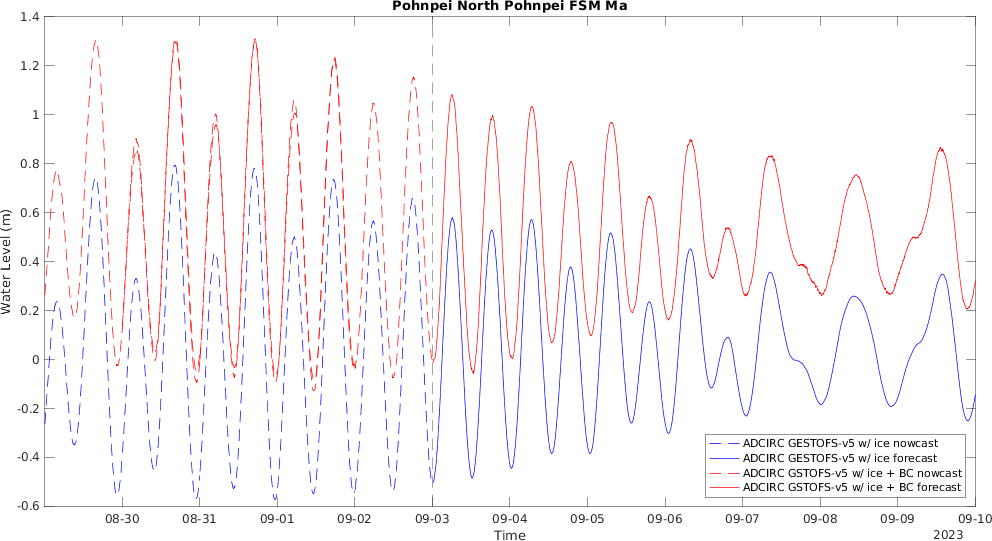 Pohnpei North Pohnpei FSM Ma
Water Level (m)
1.4
1.2
1
0.8
0.6
0.4
0.2
0
-0.2
-0.4
-0.6
ADCIRC GESTOFS-v5 w/ ice nowcast
ADCIRC GESTOFS-v5 w/ ice forecast
ADCIRC GSTOFS-v5 w/ ice + BC nowcast
ADCIRC GSTOFS-v5 w/ ice + BC forecast
08-30 08-31 09-01 09-02 09-03 09-04 09-05 09-06 09-07 09-08 09-09 09-10
Time
2023